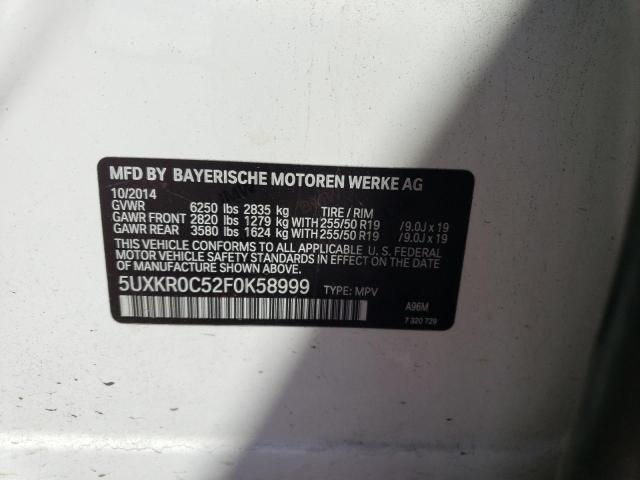 MFD BY BAYERISCHE MOTOREN WERKE AG
10/2014
GVWR 6250 lbs 2835 kg TIRE / RIM
GAWR FRONT 2820 lbs 1279 kg WITH 255/50 R19 /9.0J x 19
GAWR REAR 3580 lbs 1624 kg WITH 255/50 R19 /9.0J x 19
THIS VEHICLE CONFORMS TO ALL APPLICABLE U.S. FEDERAL
MOTOR VEHICLE SAFETY STANDARDS IN EFFECT ON THE DATE
OF MANUFACTURE SHOWN ABOVE.
5UXKR0C52F0K58999 TYPE: MPV A96M
7 320 729